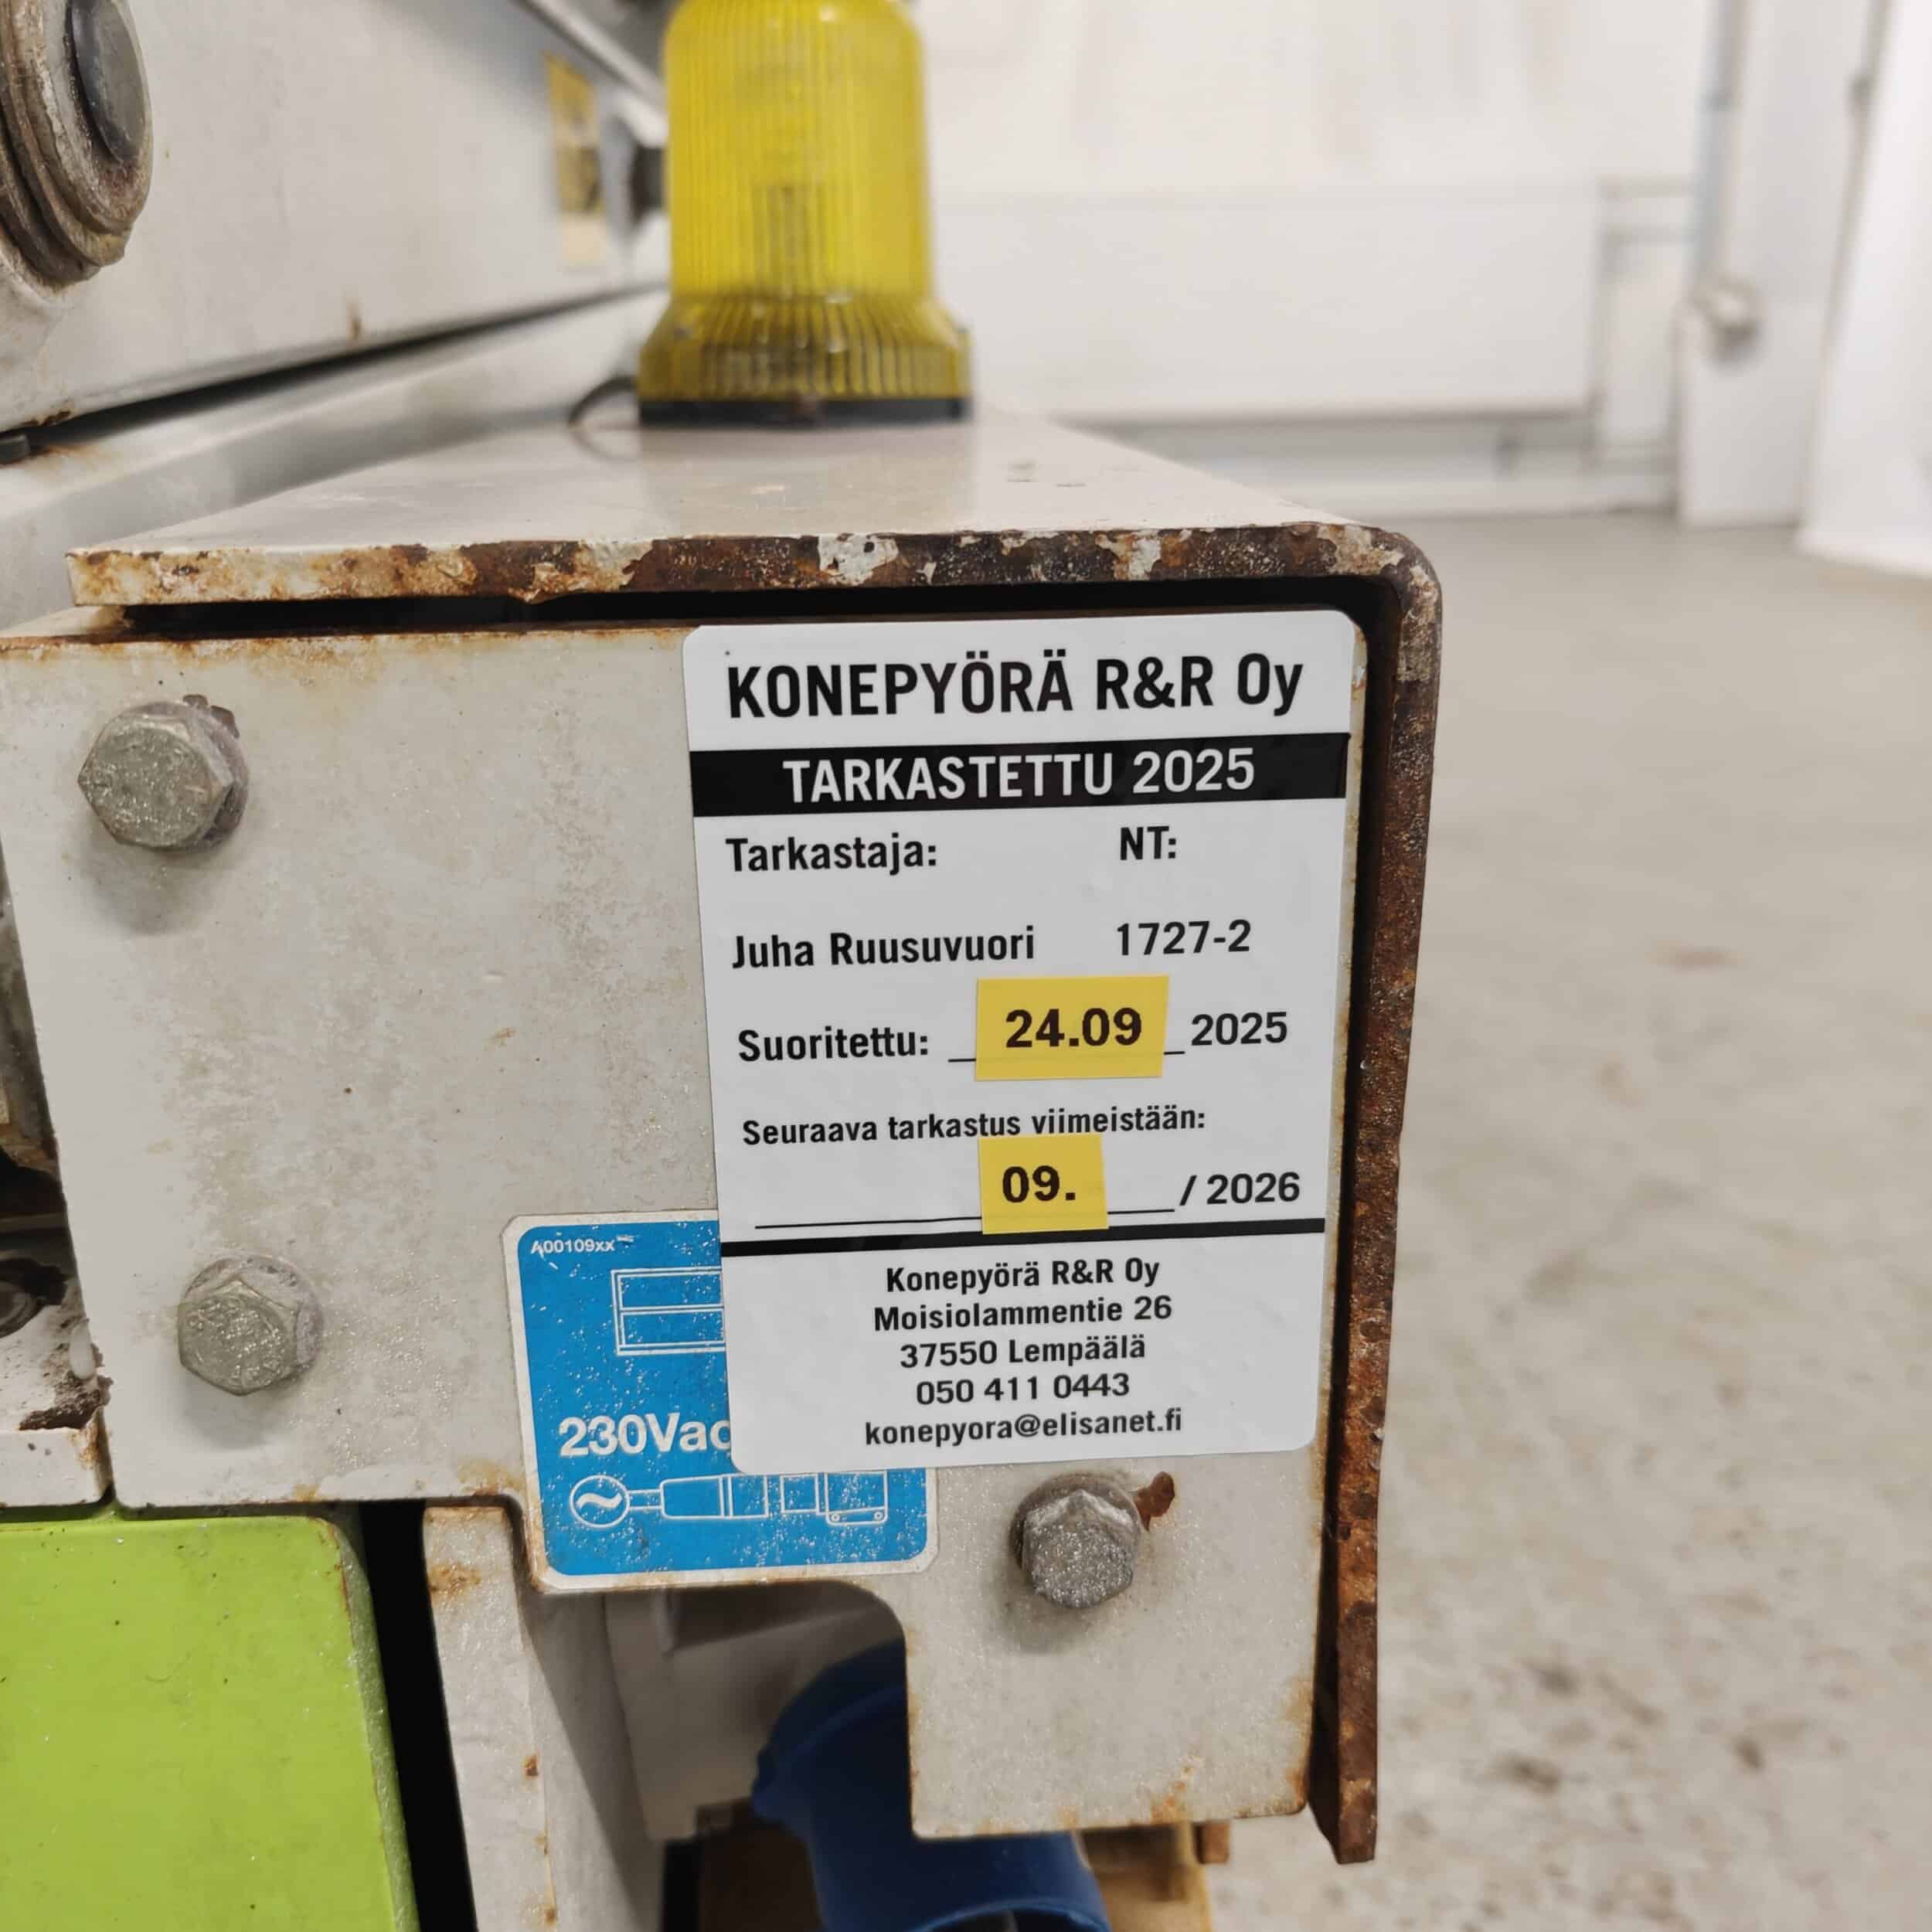 KONEPYÖRÄ R&R Oy
TARKASTETTU 2025
Tarkastaja: NT:
Juha Ruusuvuori 1727-2
Suoritettu: 24.09 2025
Seuraava tarkastus viimeistään:
09. / 2026
Konepyörä R&R Oy
Moisiolammentie 26
37550 Lempäälä
050 411 0443
konepyora@elisanet.fi
A00109xx
230Vac